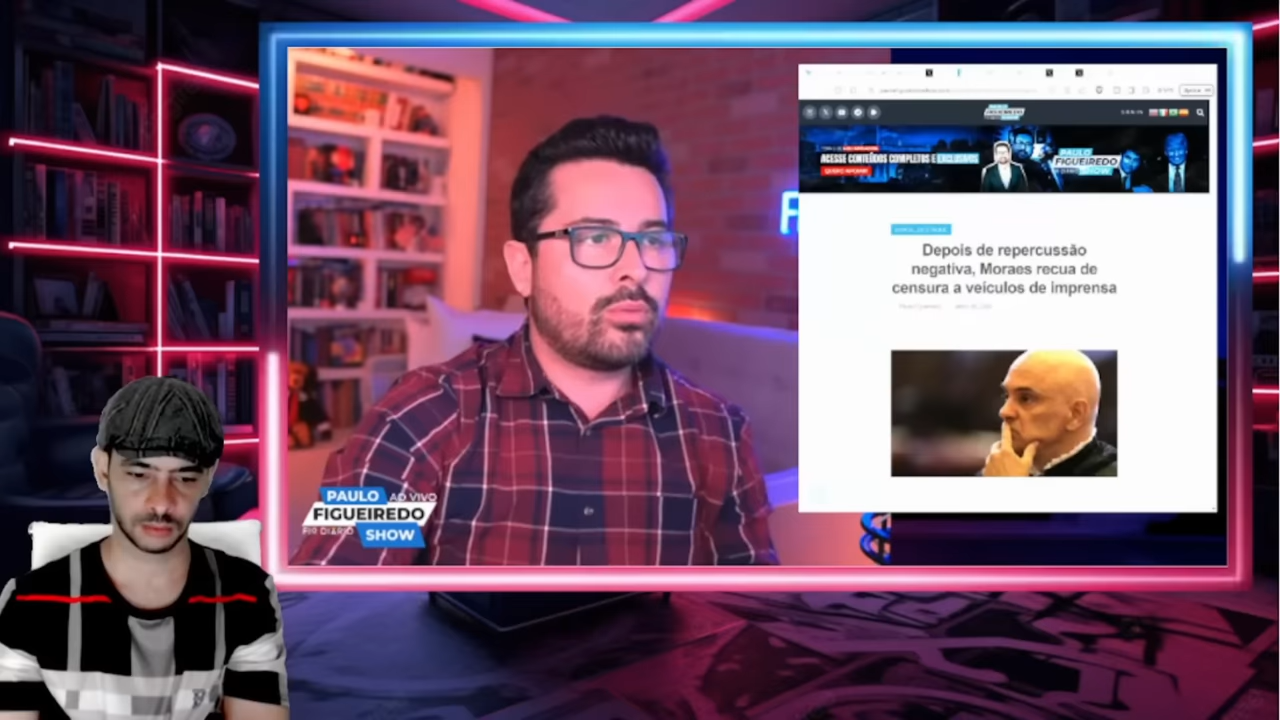 PAULO
FIGUEIREDO
SHOW
AO VIVO
F
ACESSE CONTEÚDOS COMPLETOS E EXCLUSIVOS
PAULO
FIGUEIREDO
SHOW
Depois de repercussão
negativa, Moraes recua de
censura a veículos de imprensa